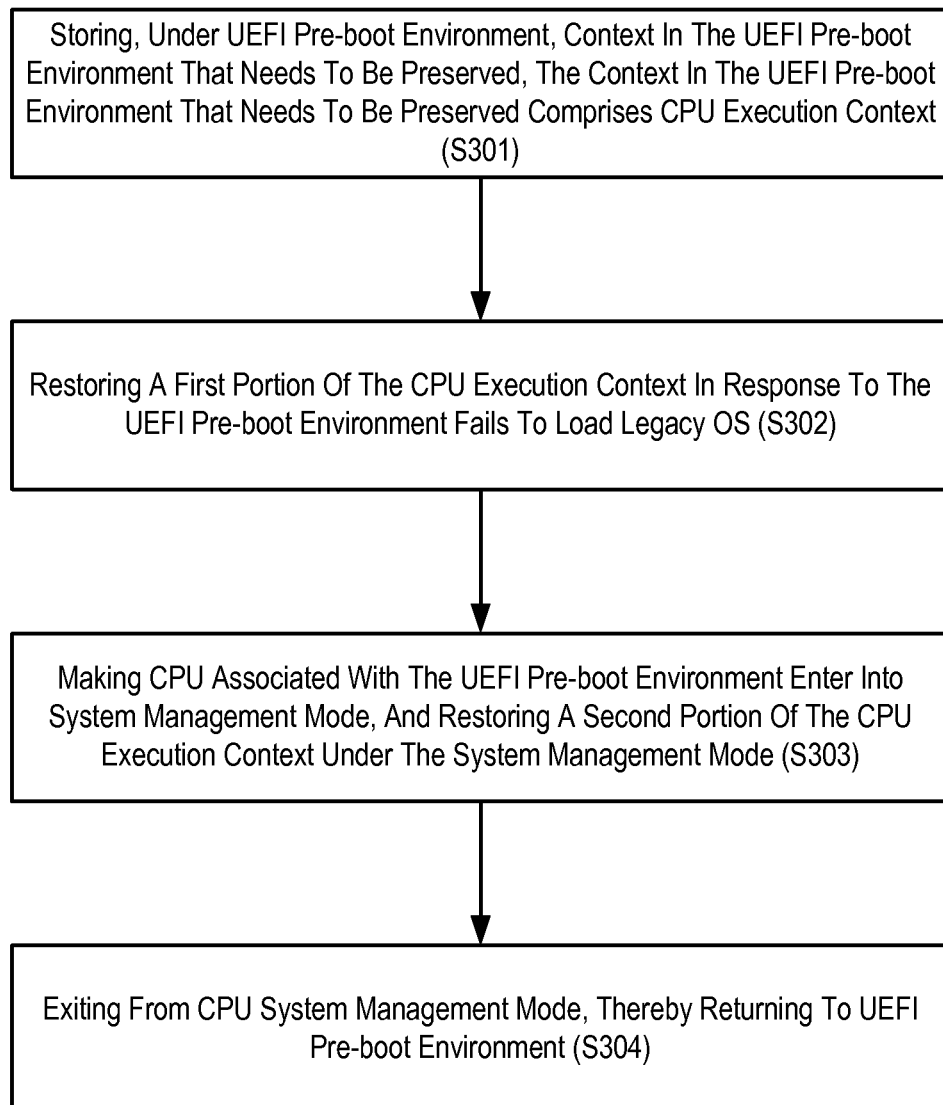 Storing, Under UEFI Pre-boot Environment, Context In The UEFI Pre-boot
Environment That Needs To Be Preserved, The Context In The UEFI Pre-boot
Environment That Needs To Be Preserved Comprises CPU Execution Context
(S301)
Restoring A First Portion Of The CPU Execution Context In Response To The
UEFI Pre-boot Environment Fails To Load Legacy OS (S302)
Making CPU Associated With The UEFI Pre-boot Environment Enter Into
System Management Mode, And Restoring A Second Portion Of The CPU
Execution Context Under The System Management Mode (S303)
Exiting From CPU System Management Mode, Thereby Returning To UEFI
Pre-boot Environment (S304)